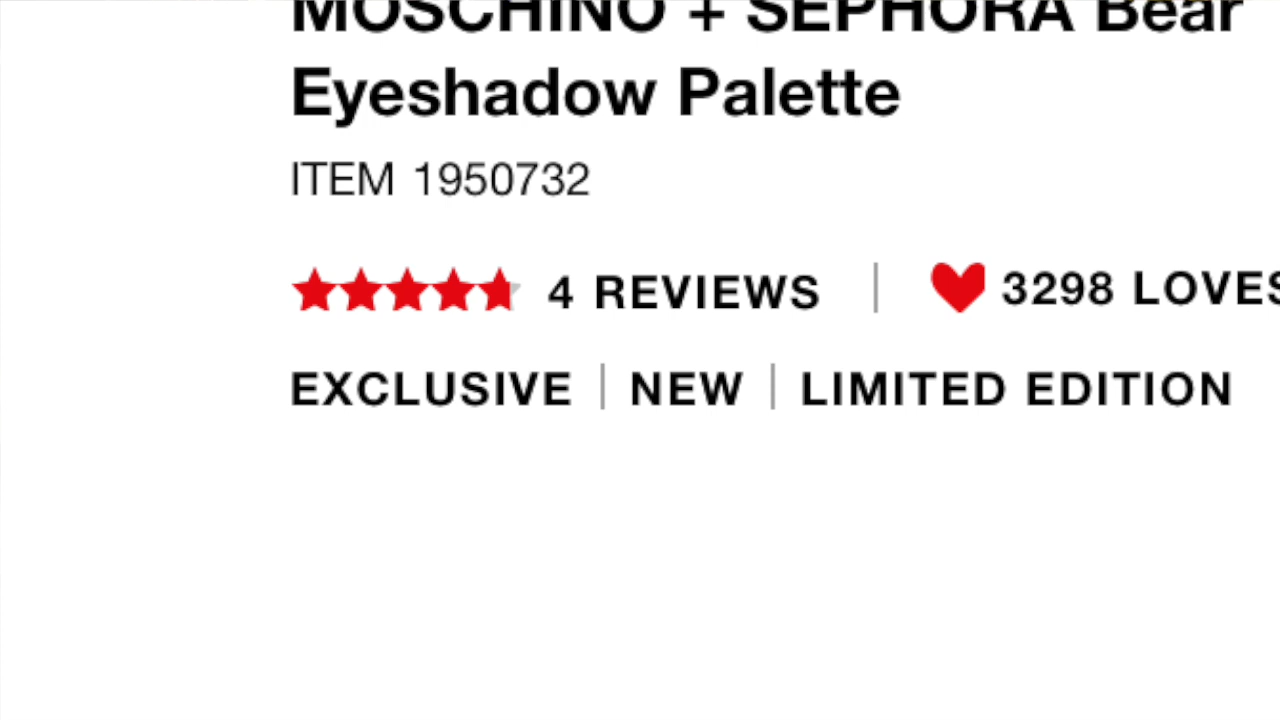 MOSCHINO + SEPHORA Bear
Eyeshadow Palette
ITEM 1950732
4 REVIEWS | 3298 LOVES
EXCLUSIVE | NEW | LIMITED EDITION